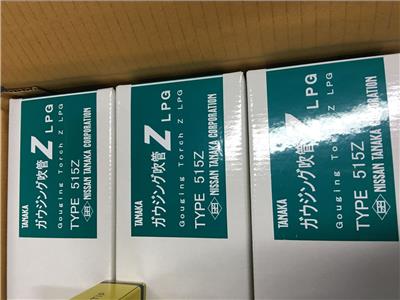 TANAKA
ガウジング吹管 Z LPG
Gouging Torch Z LPG
TYPE 515Z
NISSAN TANAKA CORPORATION
TANAKA
ガウジング吹管 Z LPG
Gouging Torch Z LPG
TYPE 515Z
NISSAN TANAKA CORPORATION
TANAKA
ガウジング吹管 Z LPG
Gouging Torch Z LPG
TYPE 515Z
NISSAN TANAKA CORPORATION